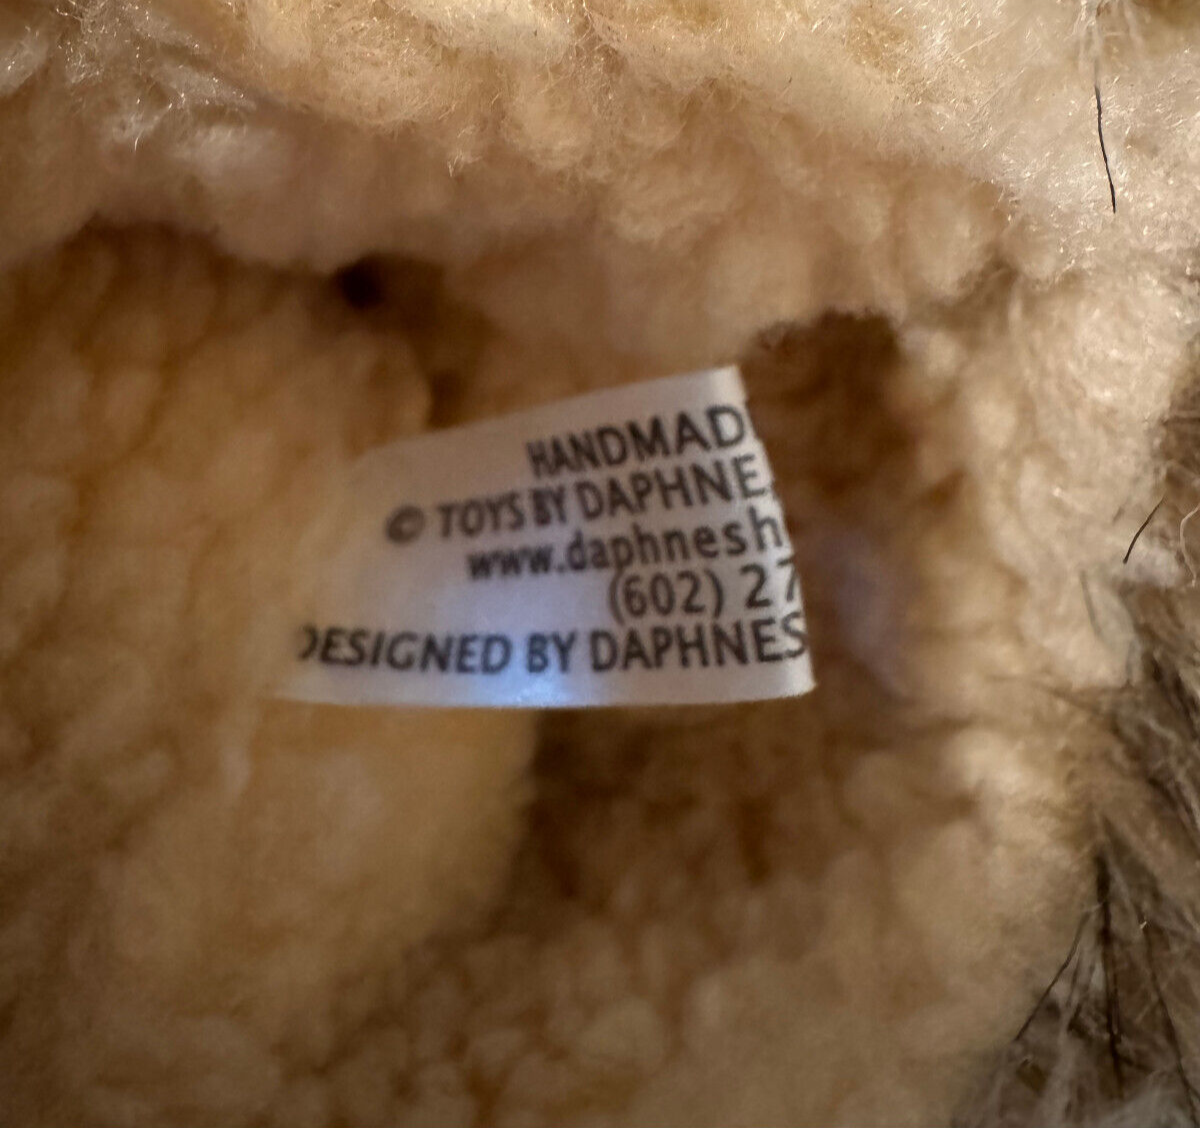 HANDMAD
© TOYS BY DAPHNE
www.daphnesh
(602) 27
DESIGNED BY DAPHNES